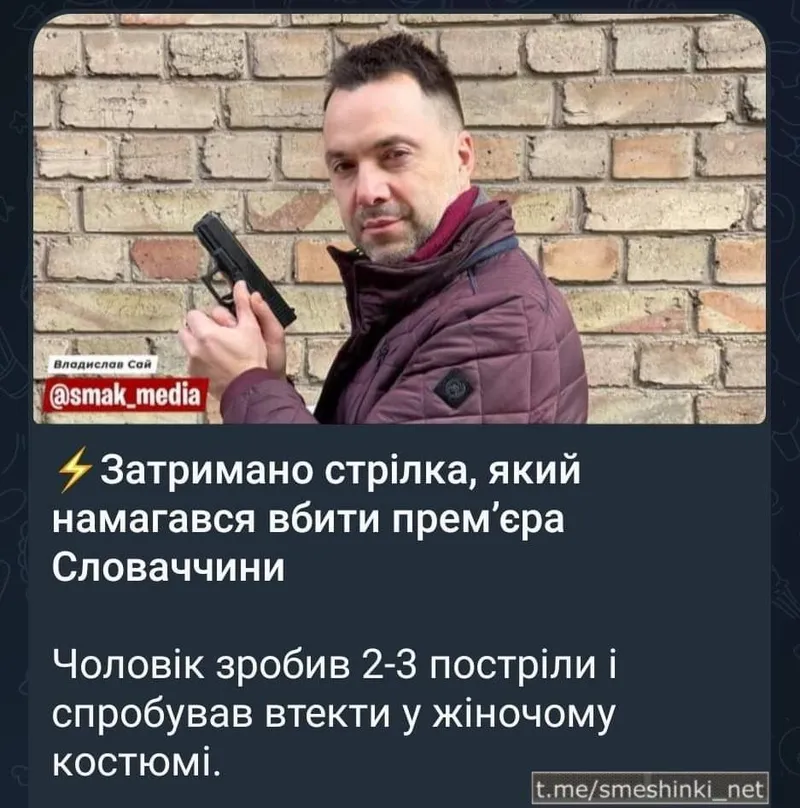 Владислав Сай
@smak_media
⚡Затримано стрілка, який
намагався вбити прем’єра
Словаччини
Чоловік зробив 2-3 постріли і
спробував втекти у жіночому
костюмі.
t.me/smeshinki_net